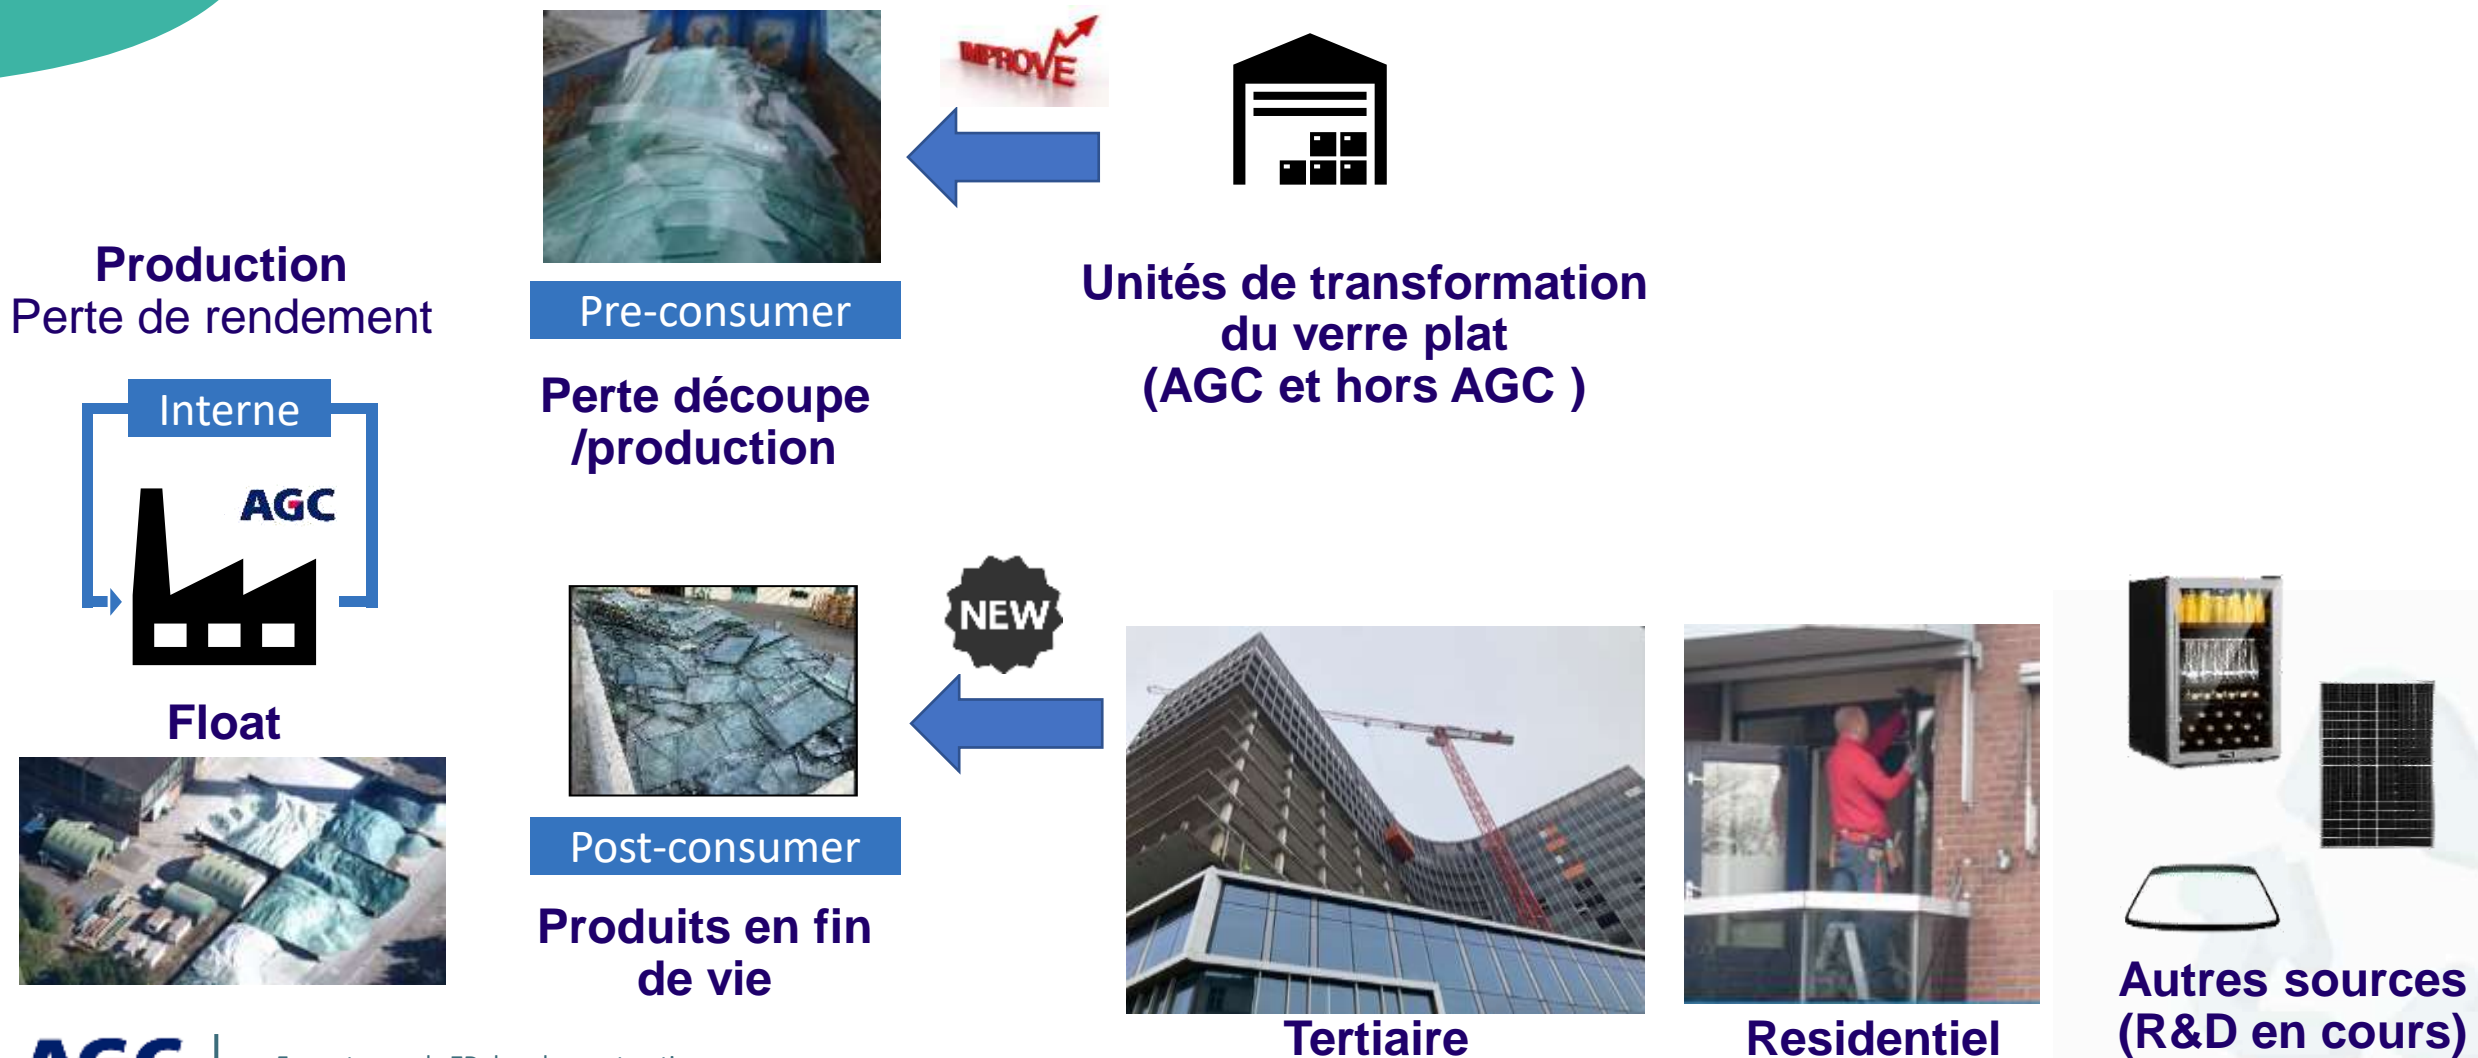 IMPROVE
Production
Perte de rendement
Interne
AGC
Float
Pre-consumer
Perte découpe
/production
Unités de transformation
du verre plat
(AGC et hors AGC )
NEW
Post-consumer
Produits en fin
de vie
Tertiaire
Residentiel
Autres sources
(R&D en cours)
AGC